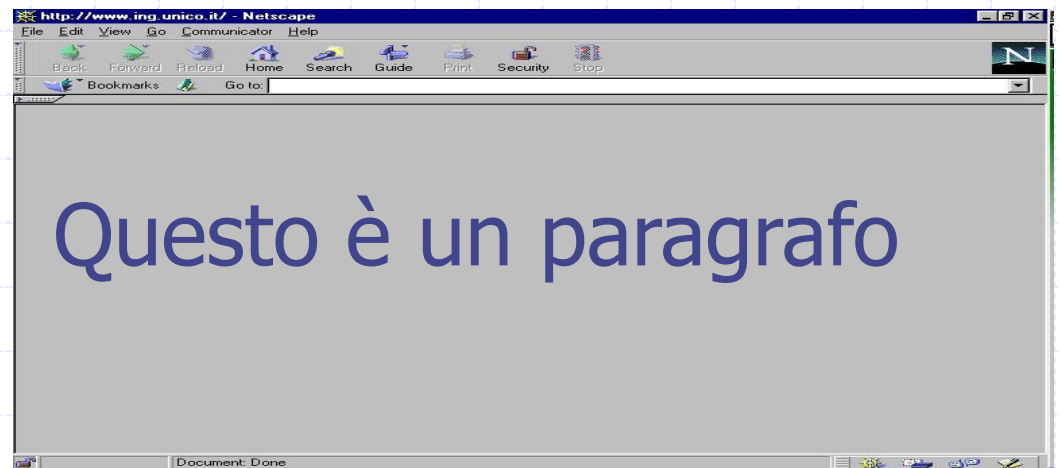 http://www.ing.unico.it/ - Netscape
File Edit View Go Communicator Help
Back Forward Reload Home Search Guide Print Security Stop
N
Bookmarks Go to:
Questo è un paragrafo
Document: Done